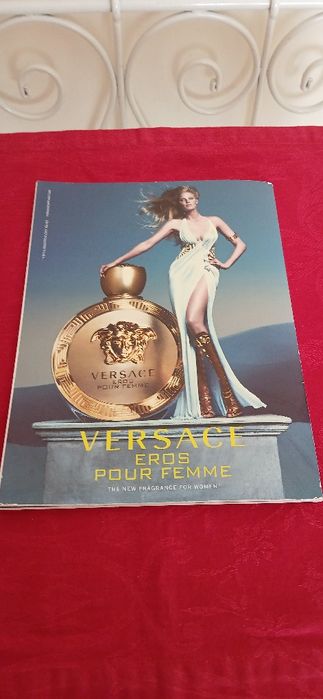 VERSACE
EROS
POUR FEMME
VERSACE
EROS
POUR FEMME
THE NEW FRAGRANCE FOR WOMEN